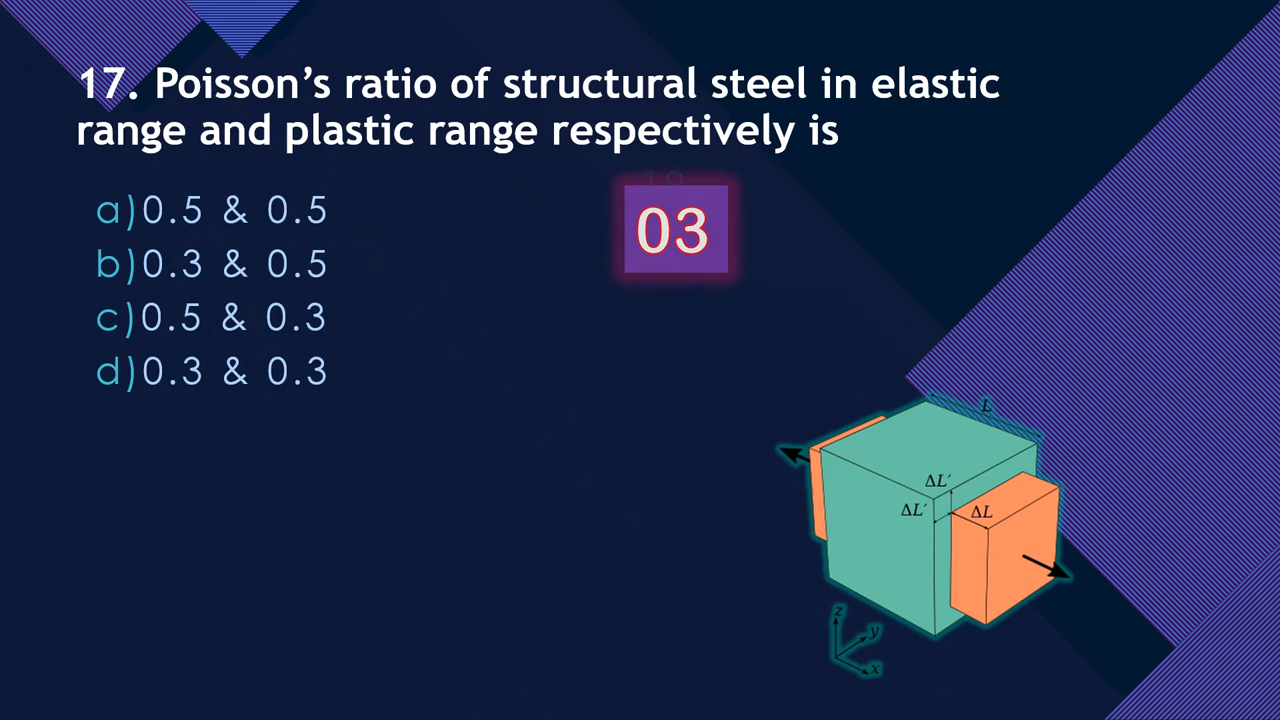 17. Poisson’s ratio of structural steel in elastic
range and plastic range respectively is
a)0.5 & 0.5
b)0.3 & 0.5
c)0.5 & 0.3
d)0.3 & 0.3
03
L
ΔL′
ΔL′
ΔL
z
y
x